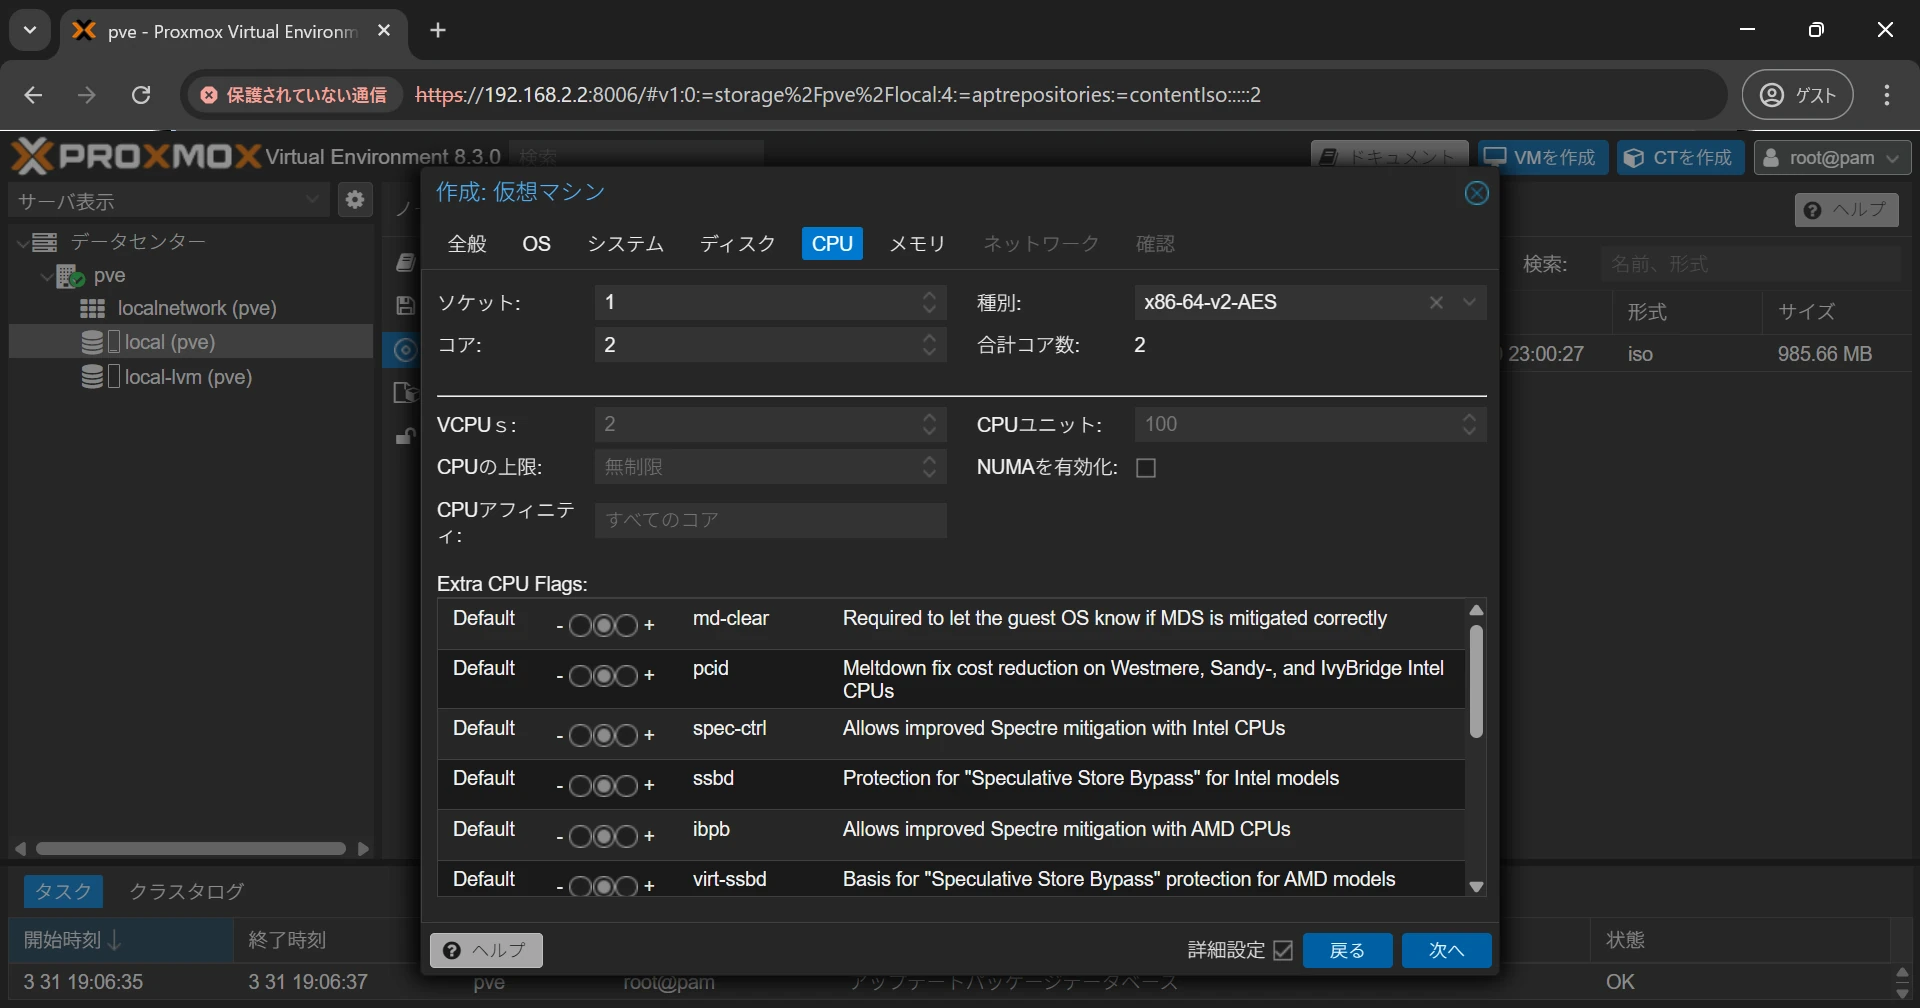 pve - Proxmox Virtual Environm
保護されていない通信
https://192.168.2.2:8006/#v1:0:=storage%2Fpve%2Flocal:4:=aptrepositories:=contentIso:::::2
ゲスト
PROXMOX Virtual Environment 8.3.0
検索
ドキュメント
VMを作成
CTを作成
root@pam
サーバ表示
ヘルプ
データセンター
pve
localnetwork (pve)
local (pve)
local-lvm (pve)
検索:
名前、形式
形式
サイズ
23:00:27
iso
985.66 MB
作成: 仮想マシン
全般
OS
システム
ディスク
CPU
メモリ
ネットワーク
確認
ソケット:
1
種別:
x86-64-v2-AES
コア:
2
合計コア数:
2
VCPUｓ:
2
CPUユニット:
100
CPUの上限:
無制限
NUMAを有効化:
CPUアフィニテ
ィ:
すべてのコア
Extra CPU Flags:
Default - + md-clear Required to let the guest OS know if MDS is mitigated correctly
Default - + pcid Meltdown fix cost reduction on Westmere, Sandy-, and IvyBridge Intel
CPUs
Default - + spec-ctrl Allows improved Spectre mitigation with Intel CPUs
Default - + ssbd Protection for "Speculative Store Bypass" for Intel models
Default - + ibpb Allows improved Spectre mitigation with AMD CPUs
Default - + virt-ssbd Basis for "Speculative Store Bypass" protection for AMD models
ヘルプ
詳細設定
戻る
次へ
タスク
クラスタログ
開始時刻↓
終了時刻
状態
3 31 19:06:35
3 31 19:06:37
pve
root@pam
アップデートパッケージデータベース
OK